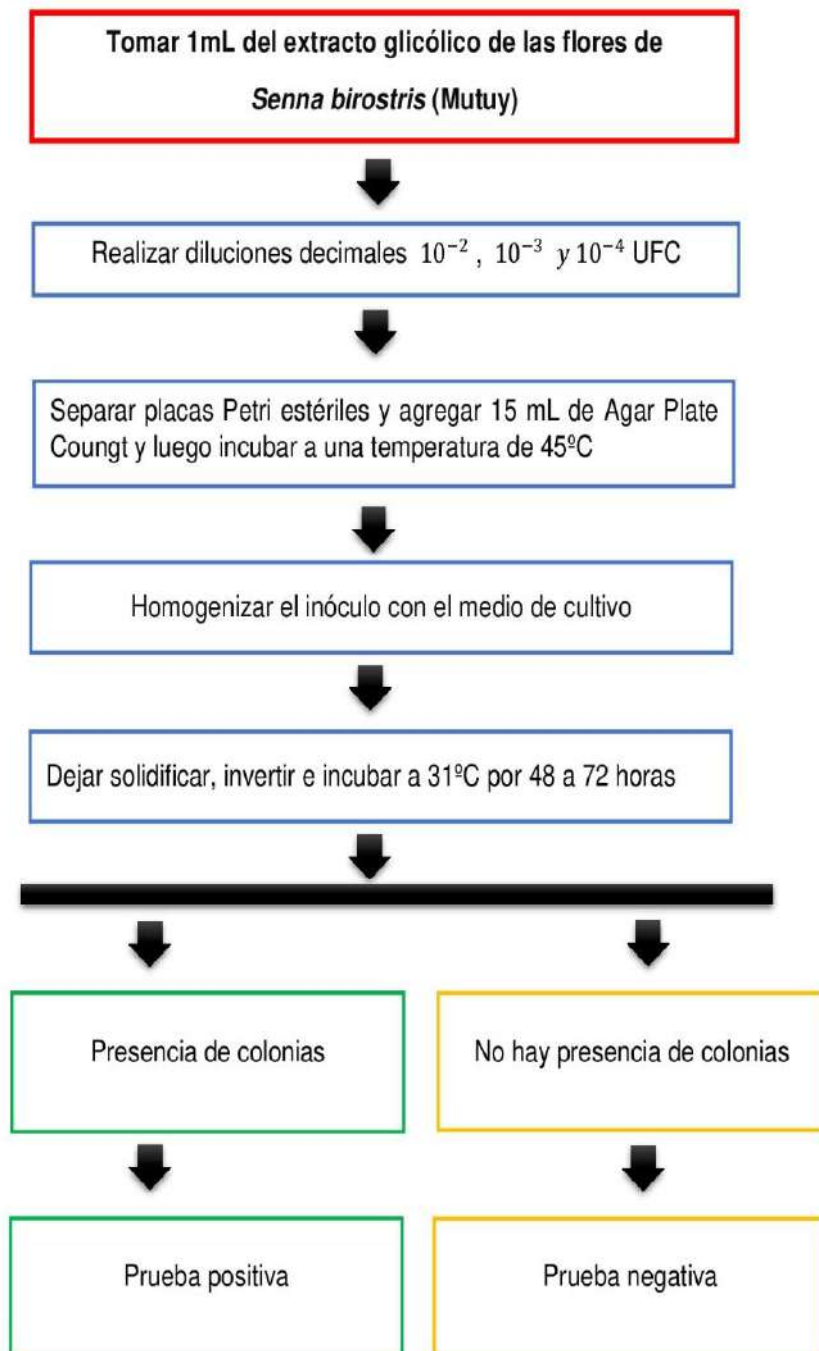 Tomar 1mL del extracto glicólico de las flores de
Senna birostris (Mutuy)
Realizar diluciones decimales 10⁻² , 10⁻³ y 10⁻⁴ UFC
Separar placas Petri estériles y agregar 15 mL de Agar Plate
Coungt y luego incubar a una temperatura de 45ºC
Homogenizar el inóculo con el medio de cultivo
Dejar solidificar, invertir e incubar a 31ºC por 48 a 72 horas
Presencia de colonias
No hay presencia de colonias
Prueba positiva
Prueba negativa